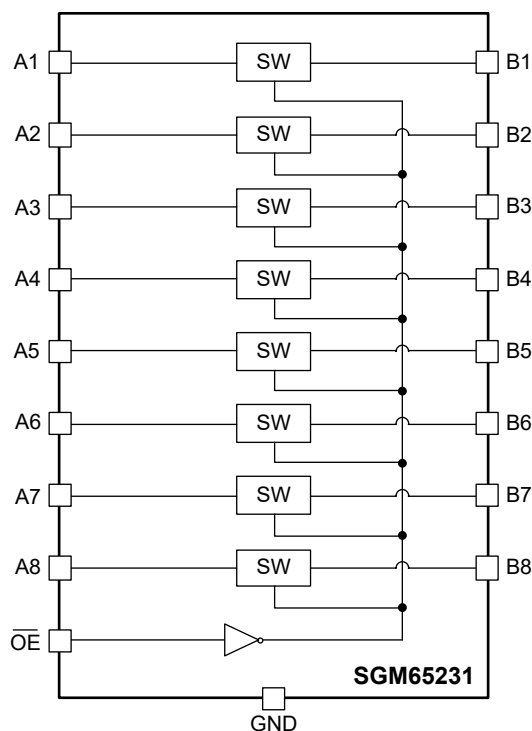 A1 SW B1
A2 SW B2
A3 SW B3
A4 SW B4
A5 SW B5
A6 SW B6
A7 SW B7
A8 SW B8
O̅E̅
SGM65231
GND